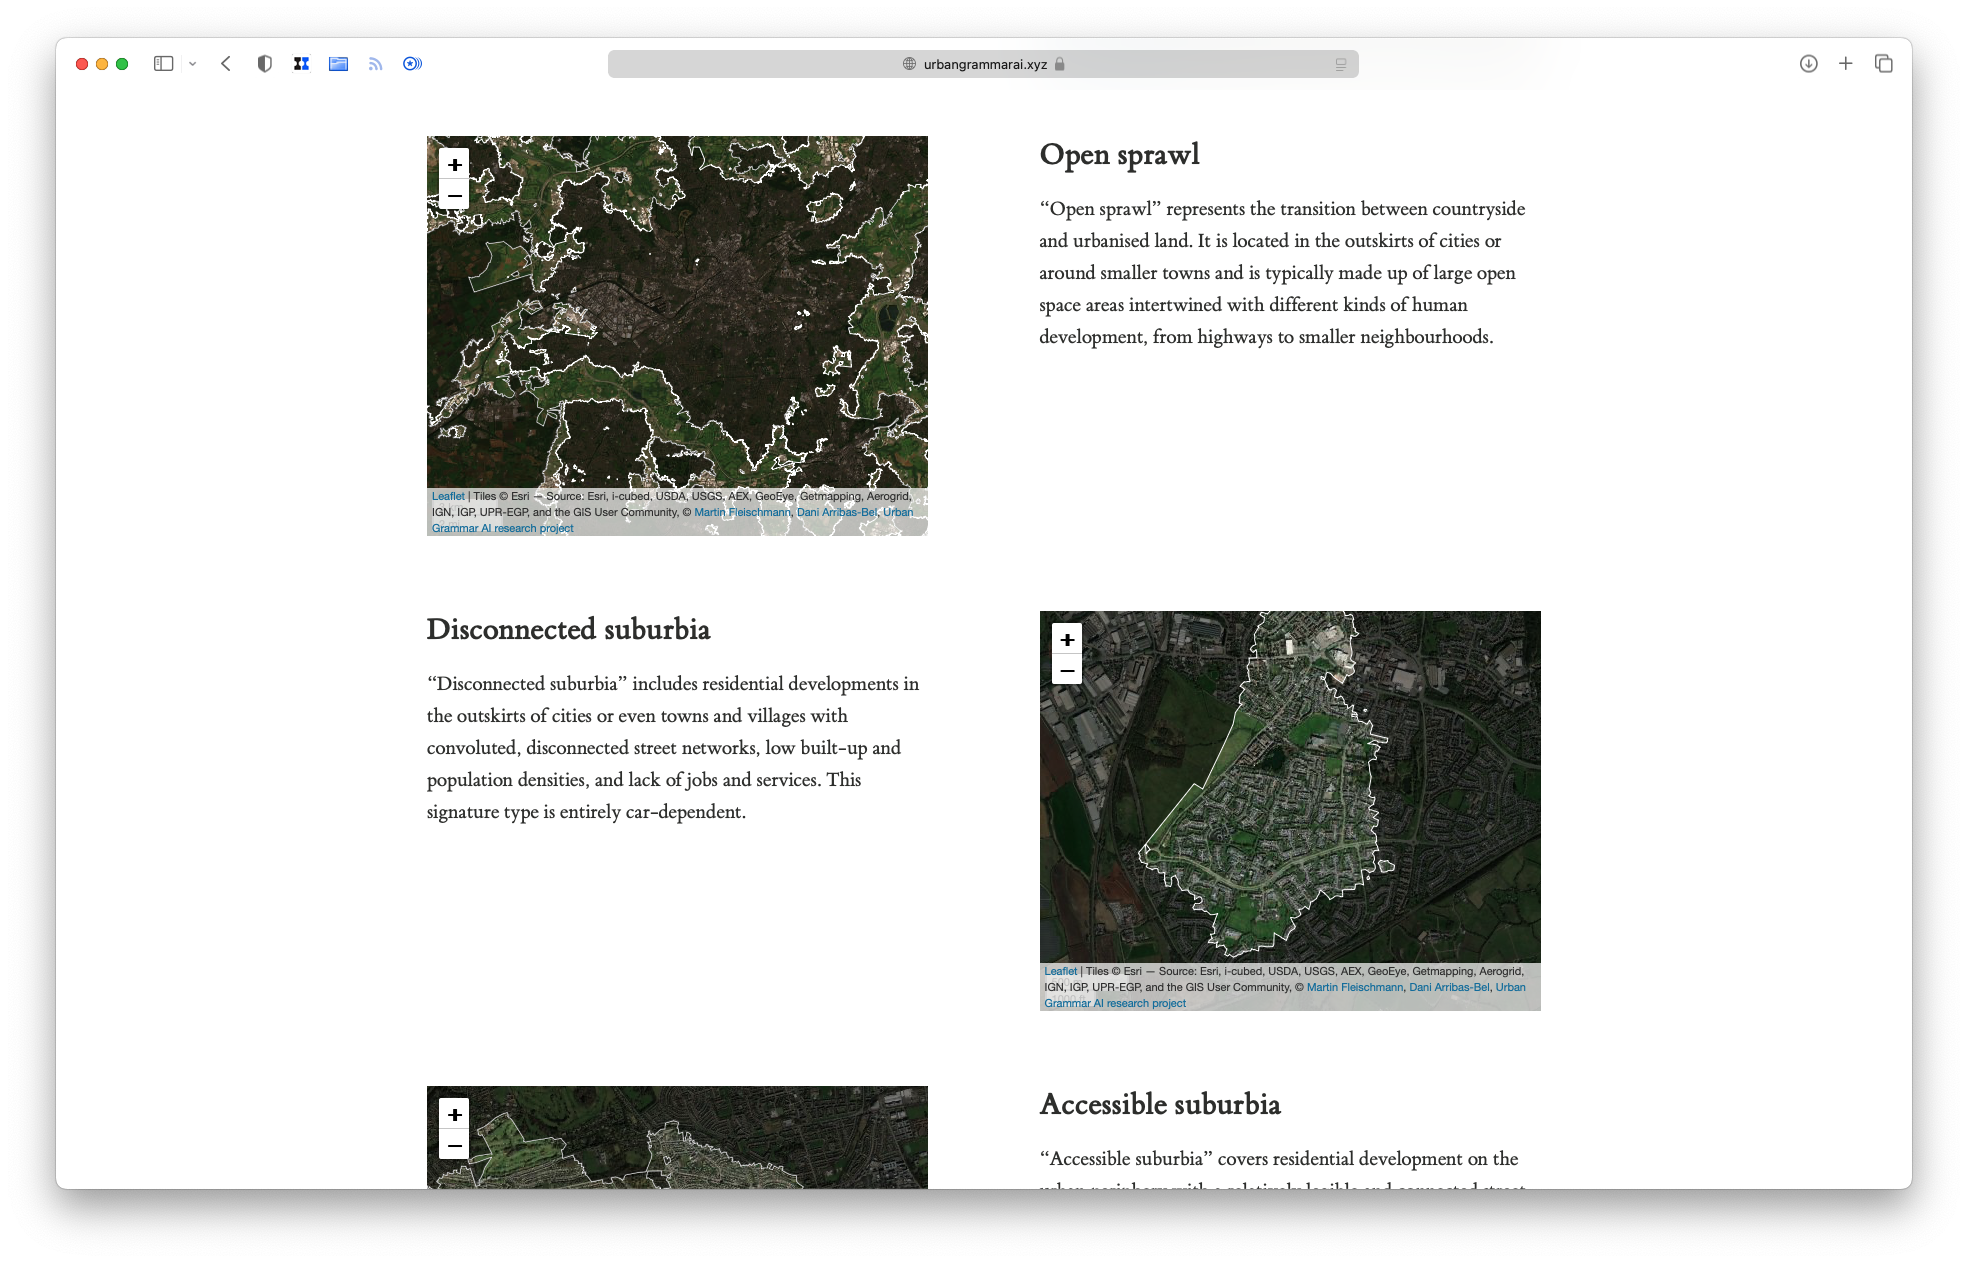 urbangrammarai.xyz
+
−
Leaflet | Tiles © Esri — Source: Esri, i-cubed, USDA, USGS, AEX, GeoEye, Getmapping, Aerogrid,
IGN, IGP, UPR-EGP, and the GIS User Community, © Martin Fleischmann, Dani Arribas-Bel, Urban
Grammar AI research project
Open sprawl
“Open sprawl” represents the transition between countryside
and urbanised land. It is located in the outskirts of cities or
around smaller towns and is typically made up of large open
space areas intertwined with different kinds of human
development, from highways to smaller neighbourhoods.
Disconnected suburbia
“Disconnected suburbia” includes residential developments in
the outskirts of cities or even towns and villages with
convoluted, disconnected street networks, low built-up and
population densities, and lack of jobs and services. This
signature type is entirely car-dependent.
+
−
Leaflet | Tiles © Esri — Source: Esri, i-cubed, USDA, USGS, AEX, GeoEye, Getmapping, Aerogrid,
IGN, IGP, UPR-EGP, and the GIS User Community, © Martin Fleischmann, Dani Arribas-Bel, Urban
Grammar AI research project
+
−
Accessible suburbia
“Accessible suburbia” covers residential development on the